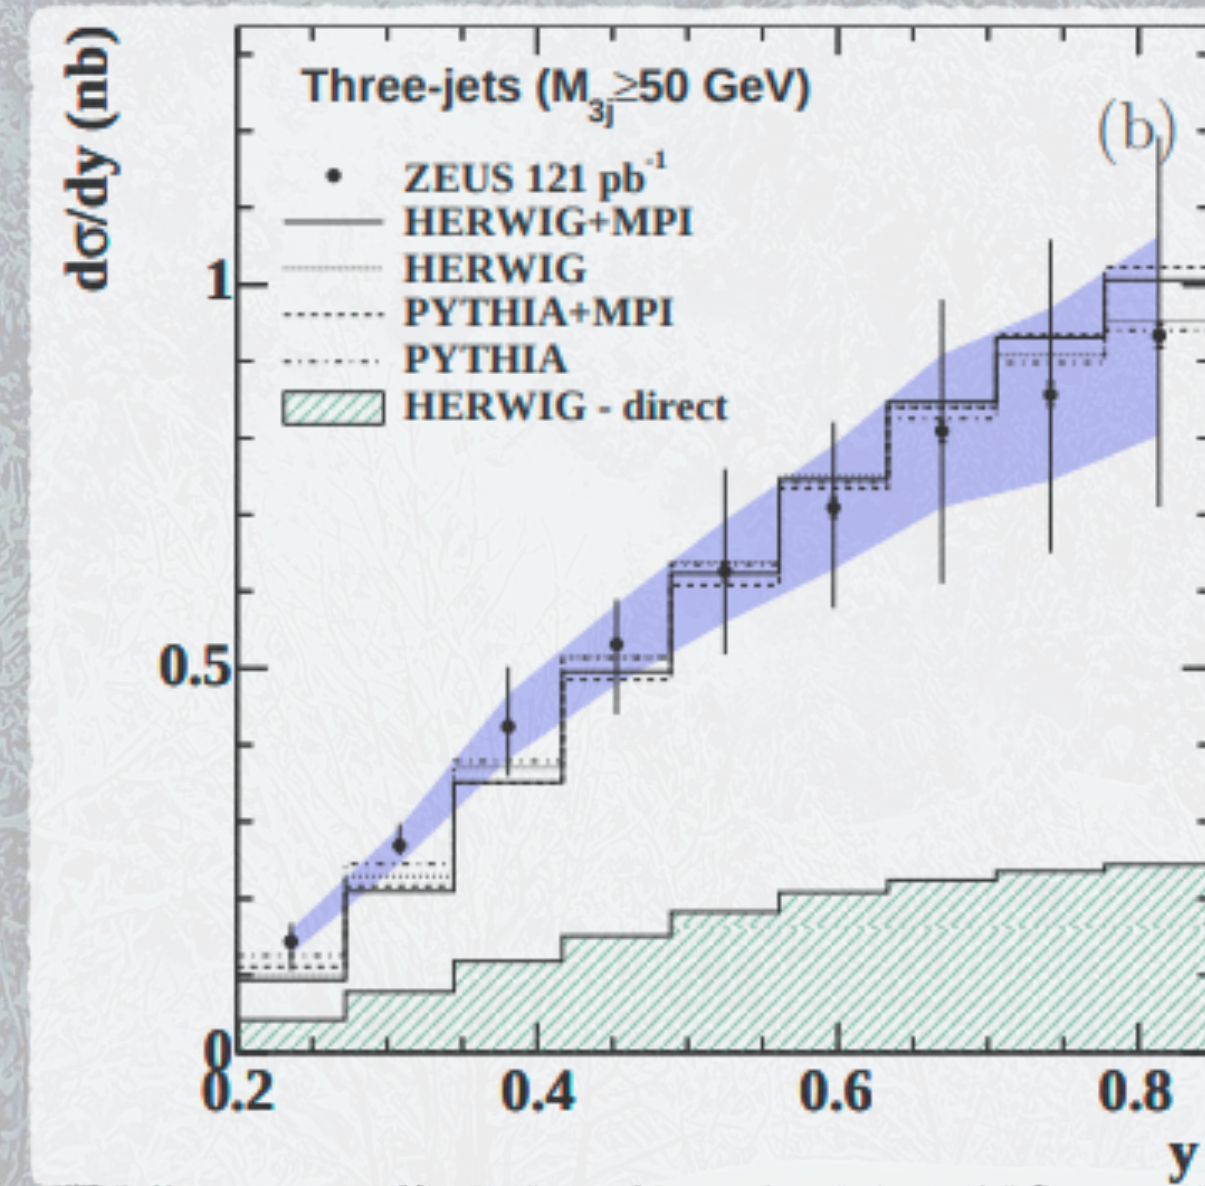 dσ/dy (nb)
Three-jets (M3j≥50 GeV)
(b)
ZEUS 121 pb-1
HERWIG+MPI
HERWIG
PYTHIA+MPI
PYTHIA
HERWIG - direct
1
0.5
0
0.2 0.4 0.6 0.8
y